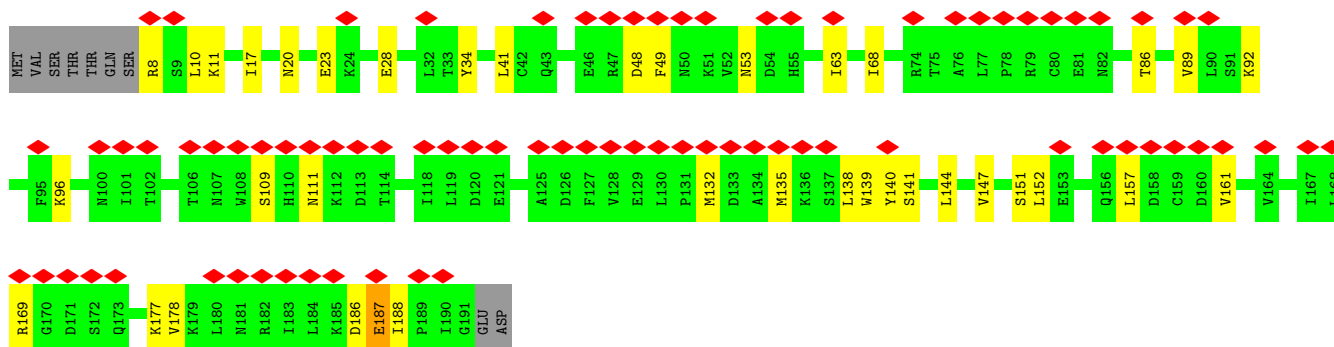 MET VAL SER THR THR GLN SER R8 S9 L10 K11 I17 N20 E23 K24 E28 L32 T33 Y34 L41 C42 Q43 E46 R47 D48 F49 N50 K51 V52 N53 D54 H55 I63 I68 R74 T75 A76 L77 P78 R79 C80 E81 N82 T86 V89 L90 S91 K92
F95 K96 N100 I101 T102 T106 N107 W108 S109 H110 N111 K112 D113 T114 I118 L119 D120 E121 A125 D126 F127 V128 E129 L130 P131 M132 D133 A134 M135 K136 S137 L138 W139 Y140 S141 L144 V147 S151 L152 E153 Q156 L157 D158 C159 D160 V161 V164 I167 L168
R169 G170 D171 S172 Q173 K177 V178 K179 L180 N181 R182 I183 L184 K185 D186 E187 I188 P189 I190 G191 GLU ASP